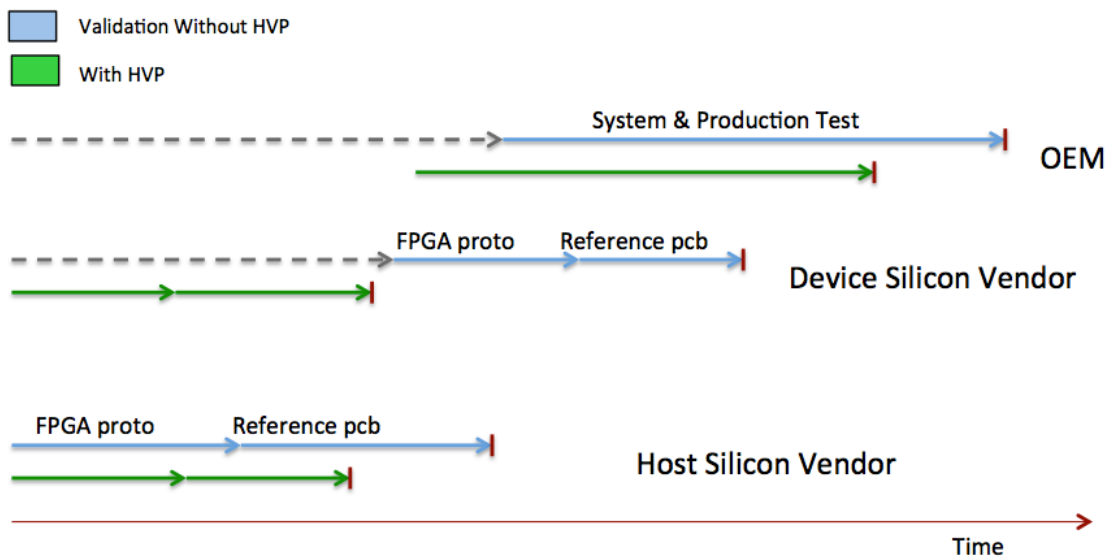 Validation Without HVP
With HVP
System & Production Test
OEM
FPGA proto
Reference pcb
Device Silicon Vendor
FPGA proto
Reference pcb
Host Silicon Vendor
Time